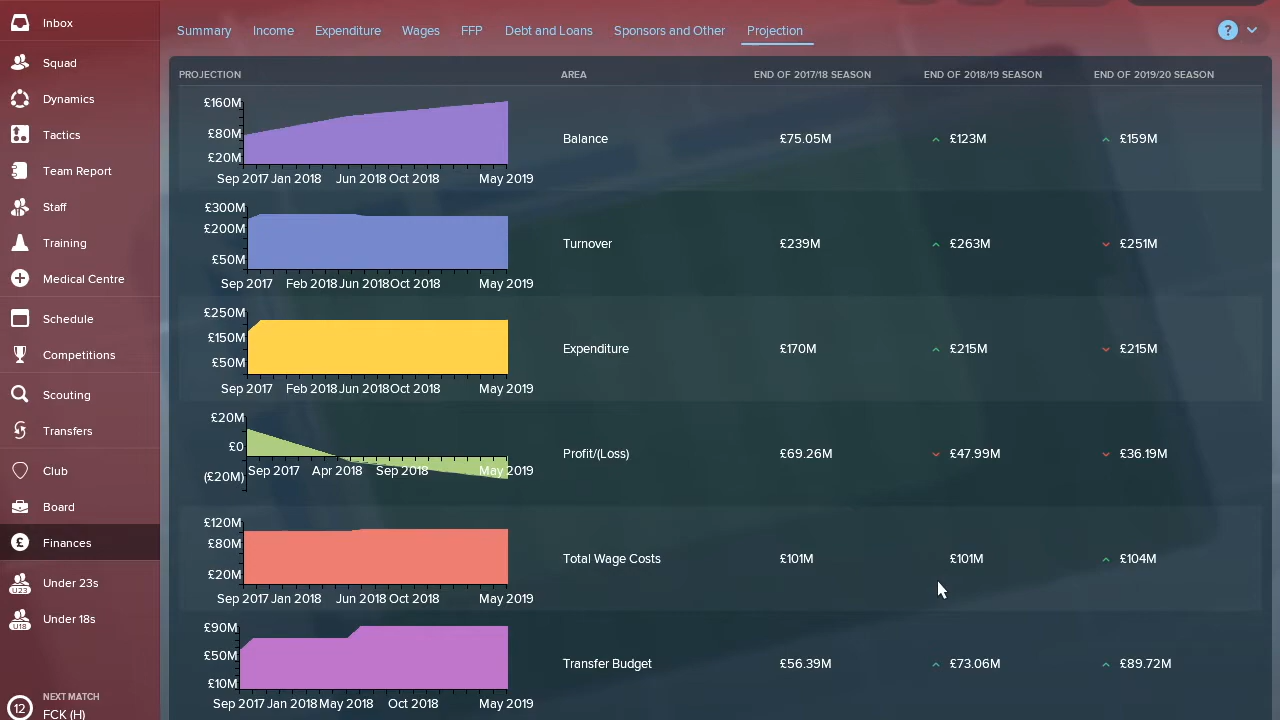 Inbox
Squad
Dynamics
Tactics
Team Report
Staff
Training
Medical Centre
Schedule
Competitions
Scouting
Transfers
Club
Board
£ Finances
U23 Under 23s
U18 Under 18s
NEXT MATCH
12 FCK (H)
Summary Income Expenditure Wages FFP Debt and Loans Sponsors and Other Projection ?
PROJECTION AREA END OF 2017/18 SEASON END OF 2018/19 SEASON END OF 2019/20 SEASON
£160M
£80M
£20M
Sep 2017 Jan 2018 Jun 2018 Oct 2018 May 2019
Balance £75.05M £123M £159M
£300M
£200M
£50M
Sep 2017 Feb 2018 Jun 2018 Oct 2018 May 2019
Turnover £239M £263M £251M
£250M
£150M
£50M
Sep 2017 Feb 2018 Jun 2018 Oct 2018 May 2019
Expenditure £170M £215M £215M
£20M
£0
(£20M)
Sep 2017 Apr 2018 Sep 2018 May 2019
Profit/(Loss) £69.26M £47.99M £36.19M
£120M
£80M
£20M
Sep 2017 Jan 2018 Jun 2018 Oct 2018 May 2019
Total Wage Costs £101M £101M £104M
£90M
£50M
£10M
Sep 2017 Jan 2018 May 2018 Oct 2018 May 2019
Transfer Budget £56.39M £73.06M £89.72M